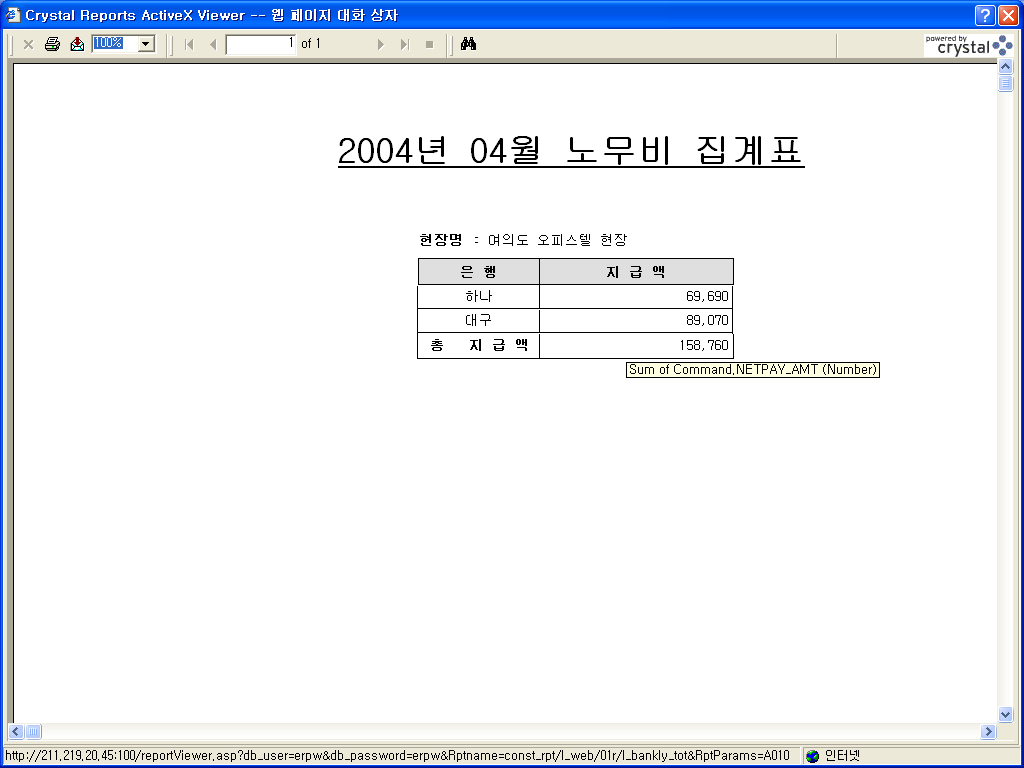 Crystal Reports ActiveX Viewer -- 웹 페이지 대화 상자
100% 1 of 1 powered by crystal
2004년 04월 노무비 집계표
현장명 : 여의도 오피스텔 현장
은 행 지 급 액
하나 69,690
대구 89,070
총 지 급 액 158,760
Sum of Command.NETPAY_AMT (Number)
http://211.219.20.45:100/reportViewer.asp?db_user=erpw&db_password=erpw&Rptname=const_rpt/l_web/01r/l_bankly_tot&RptParams=A010 인터넷